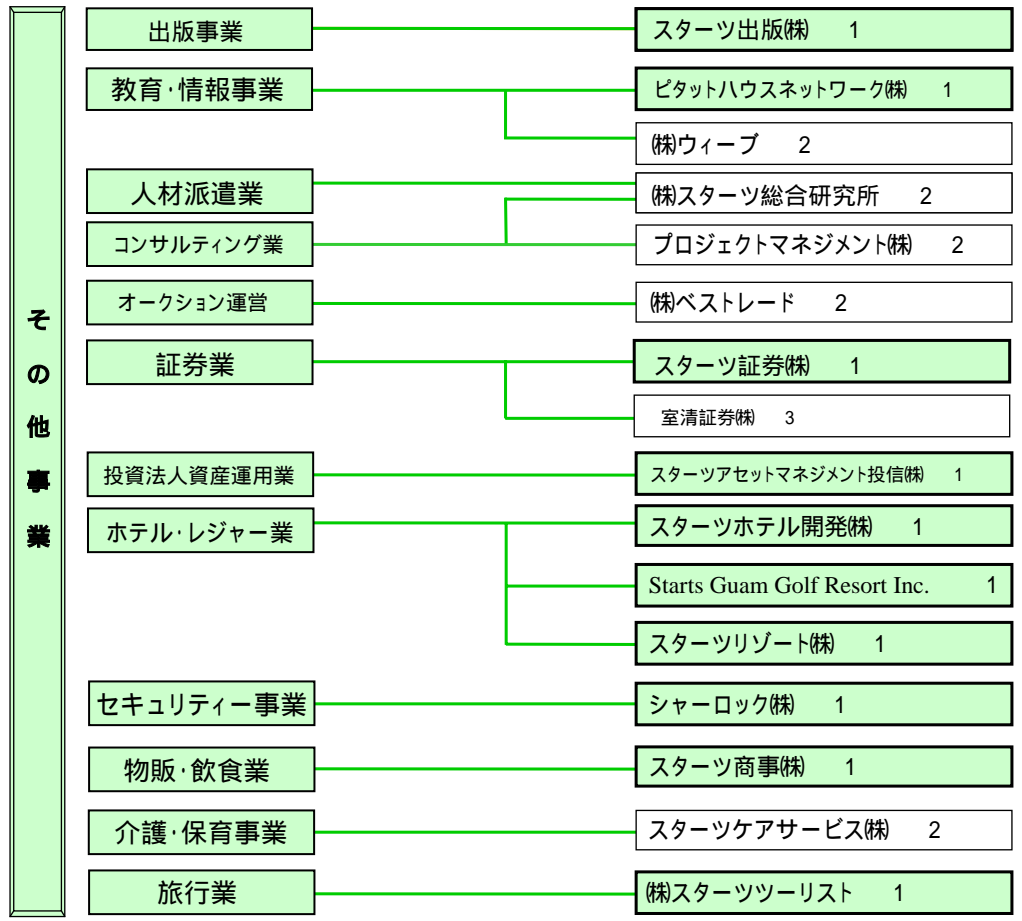 その他事業
出版事業
スターツ出版㈱ 1
教育・情報事業
ピタットハウスネットワーク㈱ 1
㈱ウィーブ 2
人材派遣業
㈱スターツ総合研究所 2
コンサルティング業
プロジェクトマネジメント㈱ 2
オークション運営
㈱ベストレード 2
証券業
スターツ証券㈱ 1
室清証券㈱ 3
投資法人資産運用業
スターツアセットマネジメント投信㈱ 1
ホテル・レジャー業
スターツホテル開発㈱ 1
Starts Guam Golf Resort Inc. 1
スターツリゾート㈱ 1
セキュリティー事業
シャーロック㈱ 1
物販・飲食業
スターツ商事㈱ 1
介護・保育事業
スターツケアサービス㈱ 2
旅行業
㈱スターツツーリスト 1